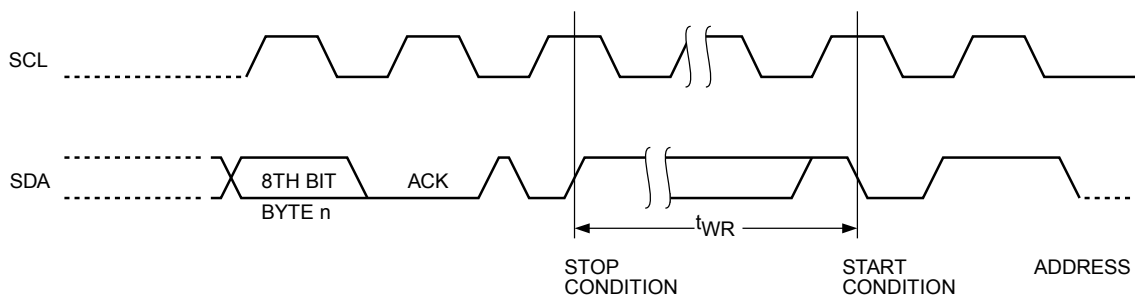 SCL
SDA
8TH BIT
BYTE n
ACK
tWR
STOP
CONDITION
START
CONDITION
ADDRESS